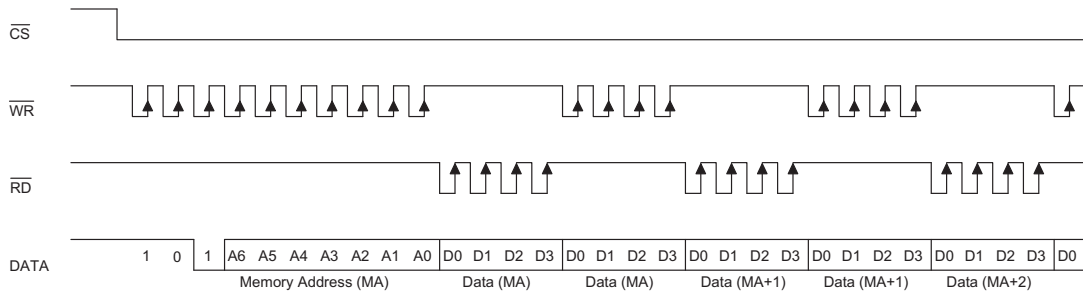 CS
WR
RD
DATA 1 0 1 A6 A5 A4 A3 A2 A1 A0 D0 D1 D2 D3 D0 D1 D2 D3 D0 D1 D2 D3 D0 D1 D2 D3 D0 D1 D2 D3 D0
Memory Address (MA) Data (MA) Data (MA) Data (MA+1) Data (MA+1) Data (MA+2)